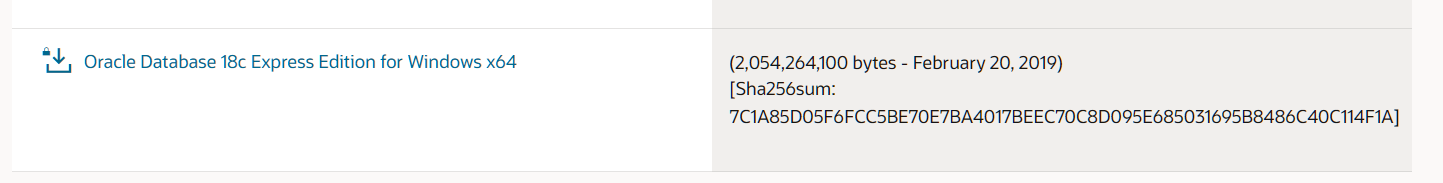 Oracle Database 18c Express Edition for Windows x64
(2,054,264,100 bytes - February 20, 2019)
[Sha256sum:
7C1A85D05F6FCC5BE70E7BA4017BEEC70C8D095E685031695B8486C40C114F1A]